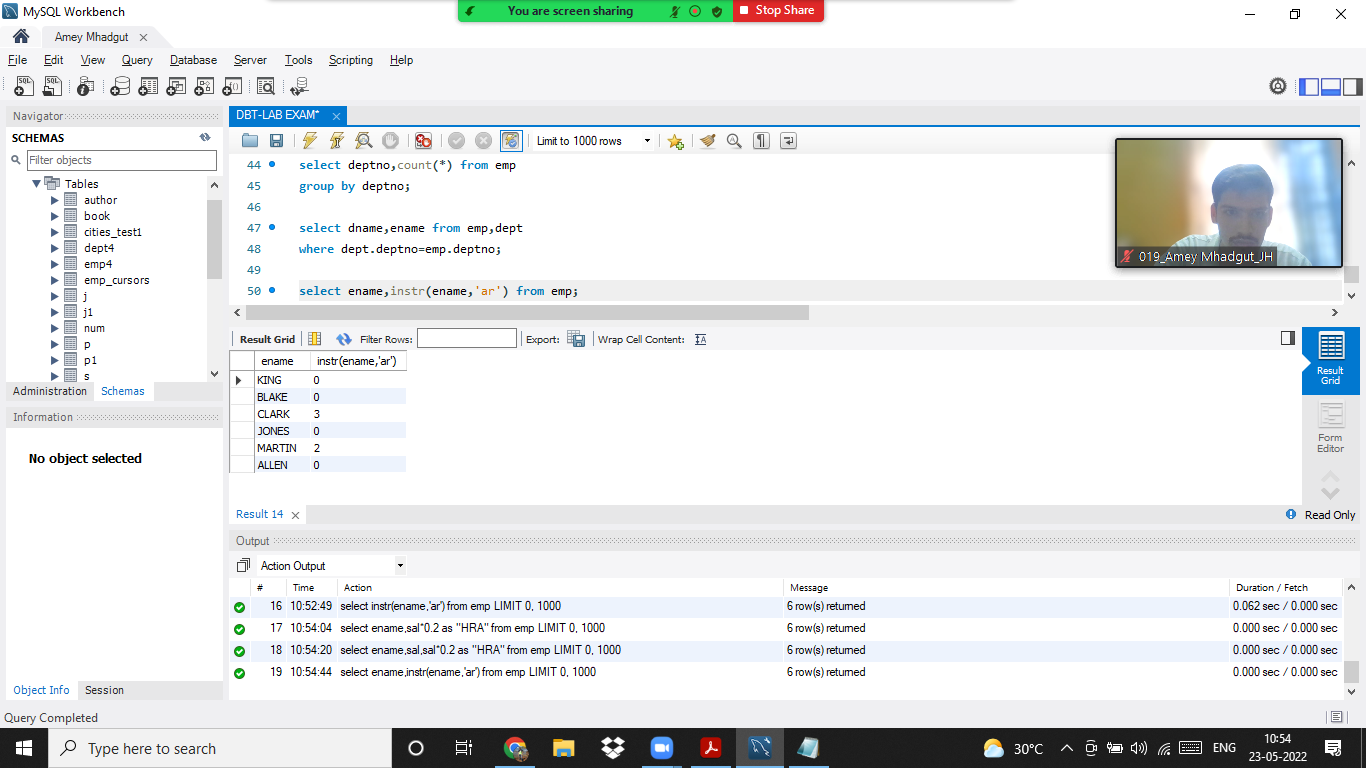 MySQL Workbench
You are screen sharing
Stop Share
Amey Mhadgut
File Edit View Query Database Server Tools Scripting Help
Navigator
SCHEMAS
Filter objects
Tables
author
book
cities_test1
dept4
emp4
emp_cursors
j
j1
num
p
p1
s
Administration Schemas
Information
No object selected
Object Info Session
DBT-LAB EXAM*
Limit to 1000 rows
44 select deptno,count(*) from emp
45 group by deptno;
46
47 select dname,ename from emp,dept
48 where dept.deptno=emp.deptno;
49
50 select ename,instr(ename,'ar') from emp;
019_Amey Mhadgut_JH
Result Grid Filter Rows: Export: Wrap Cell Content:
ename instr(ename,'ar')
KING 0
BLAKE 0
CLARK 3
JONES 0
MARTIN 2
ALLEN 0
Result Grid
Form Editor
Result 14
Read Only
Output
Action Output
# Time Action Message Duration / Fetch
16 10:52:49 select instr(ename,'ar') from emp LIMIT 0, 1000 6 row(s) returned 0.062 sec / 0.000 sec
17 10:54:04 select ename,sal*0.2 as "HRA" from emp LIMIT 0, 1000 6 row(s) returned 0.000 sec / 0.000 sec
18 10:54:20 select ename,sal,sal*0.2 as "HRA" from emp LIMIT 0, 1000 6 row(s) returned 0.000 sec / 0.000 sec
19 10:54:44 select ename,instr(ename,'ar') from emp LIMIT 0, 1000 6 row(s) returned 0.000 sec / 0.000 sec
Query Completed
Type here to search
30°C
ENG
10:54
23-05-2022